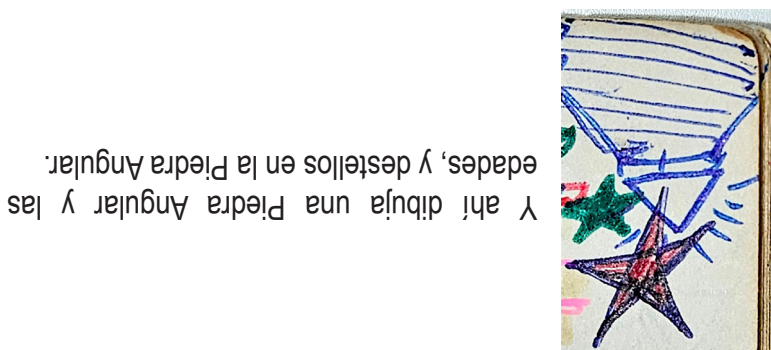 Y ahí dibuja una Piedra Angular y las
edades, y destellos en la Piedra Angular.